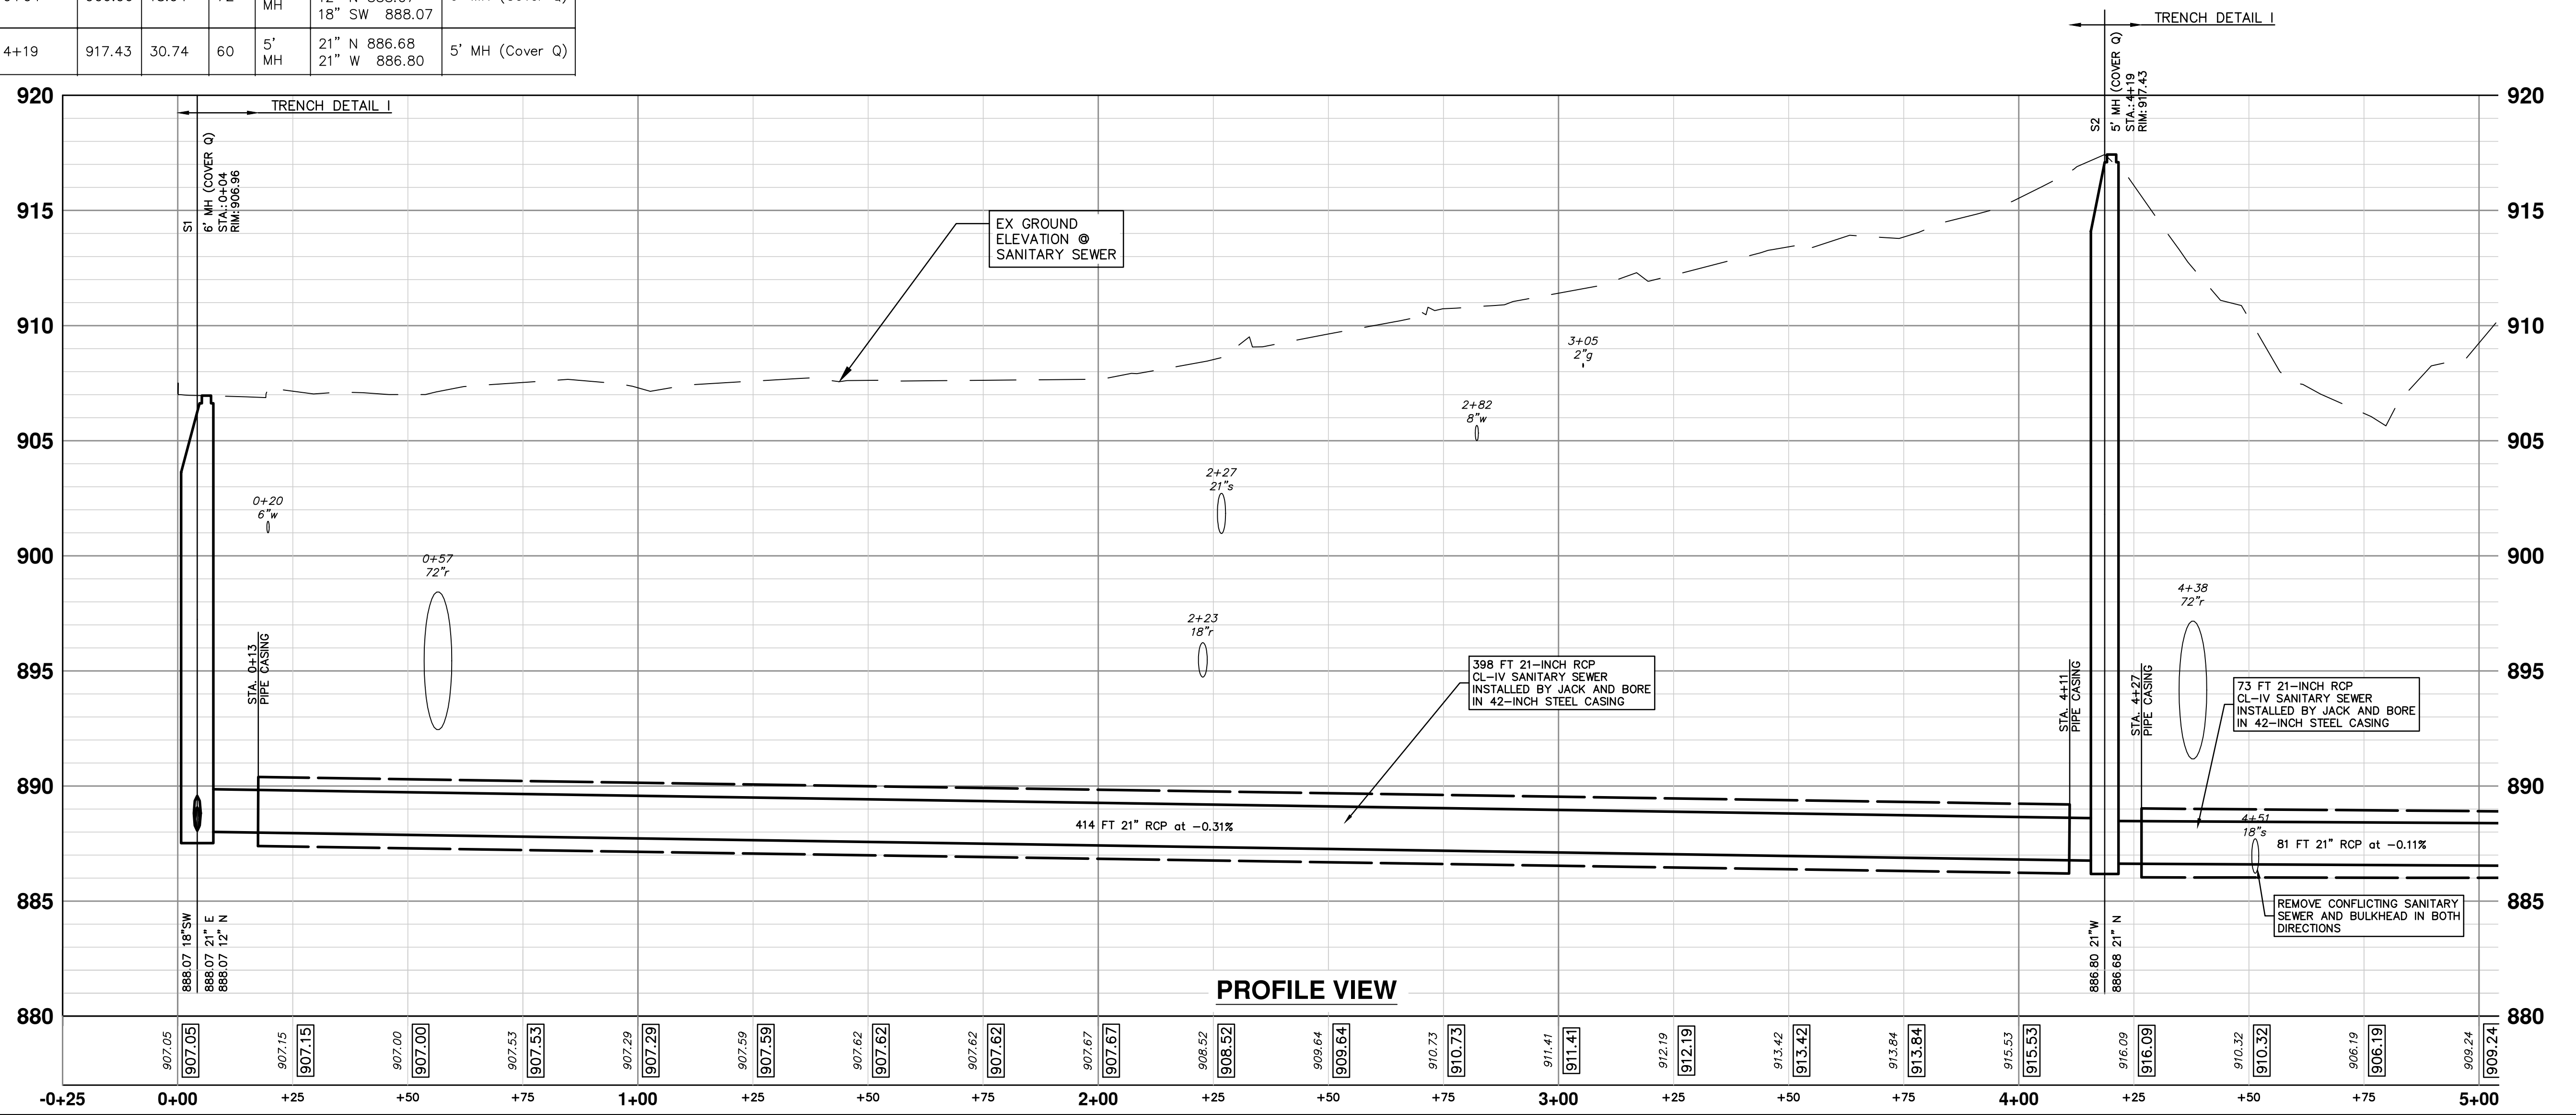 MH
18" SW 888.07
4+19 917.43 30.74 60 5' MH 21" N 886.68 5' MH (Cover Q)
21" W 886.80
TRENCH DETAIL I
TRENCH DETAIL I
920
915
910
905
900
895
890
885
880
920
915
910
905
900
895
890
885
880
S1
6' MH (COVER Q)
STA.:0+04
RIM:906.96
S2
5' MH (COVER Q)
STA.:4+19
RIM:917.43
EX GROUND
ELEVATION @
SANITARY SEWER
0+20
6"w
0+57
72"r
2+27
21"s
2+23
18"r
2+82
8"w
3+05
2"g
4+38
72"r
4+51
18"s
STA. 0+13
PIPE CASING
STA. 4+11
PIPE CASING
STA. 4+27
PIPE CASING
398 FT 21-INCH RCP
CL-IV SANITARY SEWER
INSTALLED BY JACK AND BORE
IN 42-INCH STEEL CASING
73 FT 21-INCH RCP
CL-IV SANITARY SEWER
INSTALLED BY JACK AND BORE
IN 42-INCH STEEL CASING
414 FT 21" RCP at -0.31%
81 FT 21" RCP at -0.11%
REMOVE CONFLICTING SANITARY
SEWER AND BULKHEAD IN BOTH
DIRECTIONS
888.07 18"SW
888.07 21" E
888.07 12" N
886.80 21"W
886.68 21" N
PROFILE VIEW
907.05 907.05
907.15 907.15
907.00 907.00
907.53 907.53
907.29 907.29
907.59 907.59
907.62 907.62
907.62 907.62
907.67 907.67
908.52 908.52
909.64 909.64
910.73 910.73
911.41 911.41
912.19 912.19
913.42 913.42
913.84 913.84
915.53 915.53
916.09 916.09
910.32 910.32
906.19 906.19
909.24 909.24
-0+25 0+00 +25 +50 +75 1+00 +25 +50 +75 2+00 +25 +50 +75 3+00 +25 +50 +75 4+00 +25 +50 +75 5+00